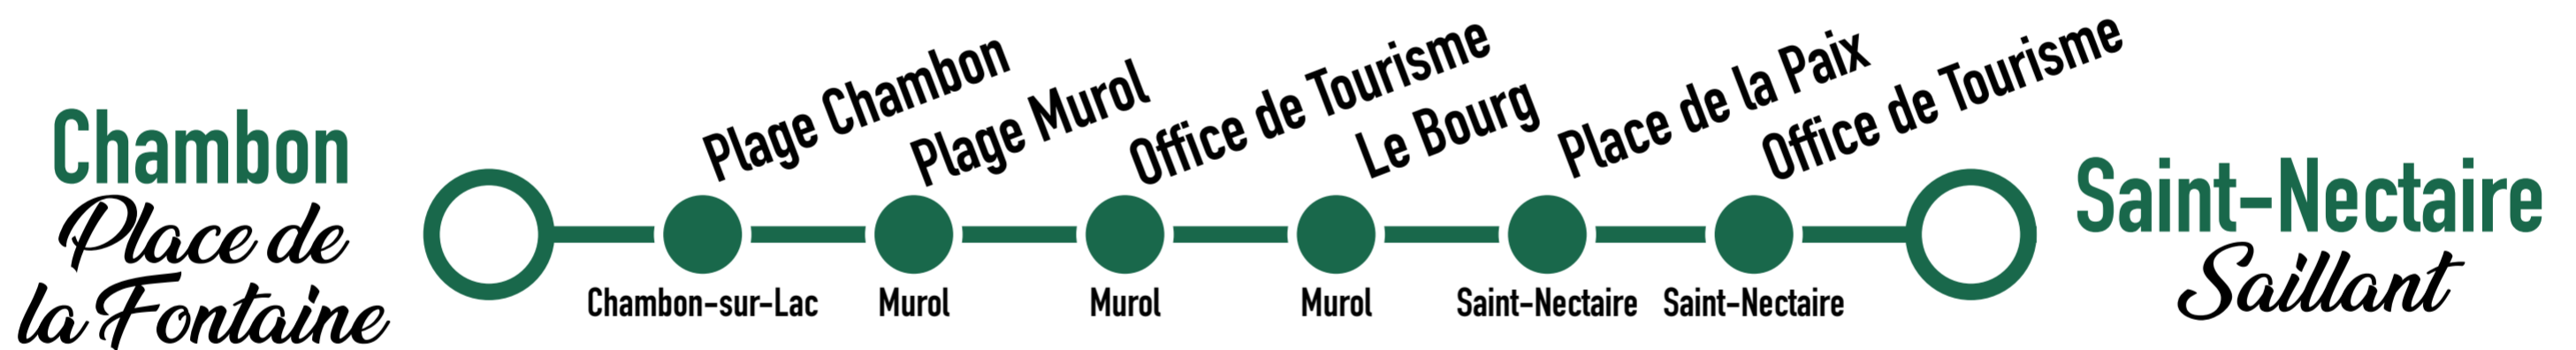 Chambon
Place de
la Fontaine
Plage Chambon
Plage Murol
Office de Tourisme
Le Bourg
Place de la Paix
Office de Tourisme
Chambon-sur-Lac
Murol
Murol
Murol
Saint-Nectaire
Saint-Nectaire
Saint-Nectaire
Saillant